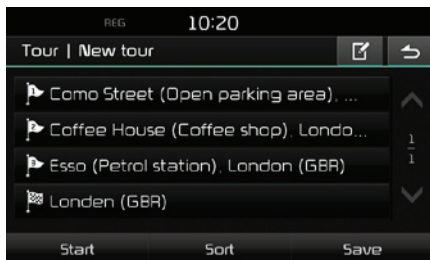 REG 10:20
Tour | New tour
Como Street (Open parking area), ...
Coffee House (Coffee shop), Londo...
Esso (Petrol station), London (GBR)
Londen (GBR)
1
1
Start Sort Save